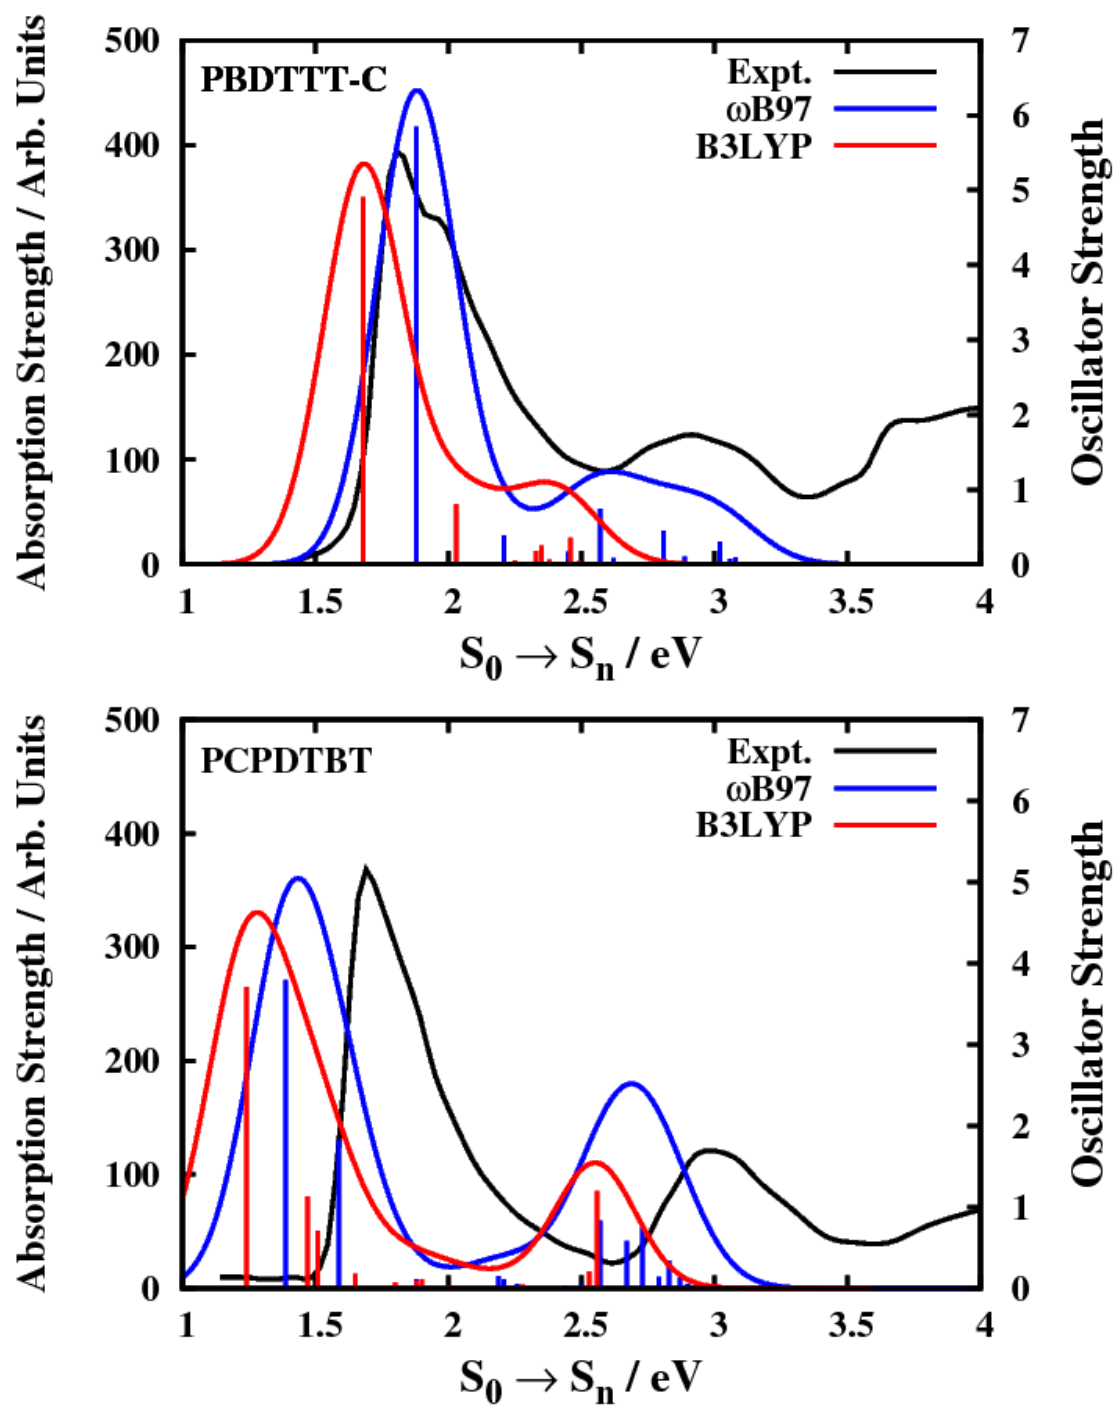 Absorption Strength / Arb. Units
500
400
300
200
100
0
PBDTTT-C
Expt.
ωB97
B3LYP
7
6
5
4
3
2
1
0
Oscillator Strength
1 1.5 2 2.5 3 3.5 4
S₀ → Sₙ / eV
Absorption Strength / Arb. Units
500
400
300
200
100
0
PCPDTBT
Expt.
ωB97
B3LYP
7
6
5
4
3
2
1
0
Oscillator Strength
1 1.5 2 2.5 3 3.5 4
S₀ → Sₙ / eV